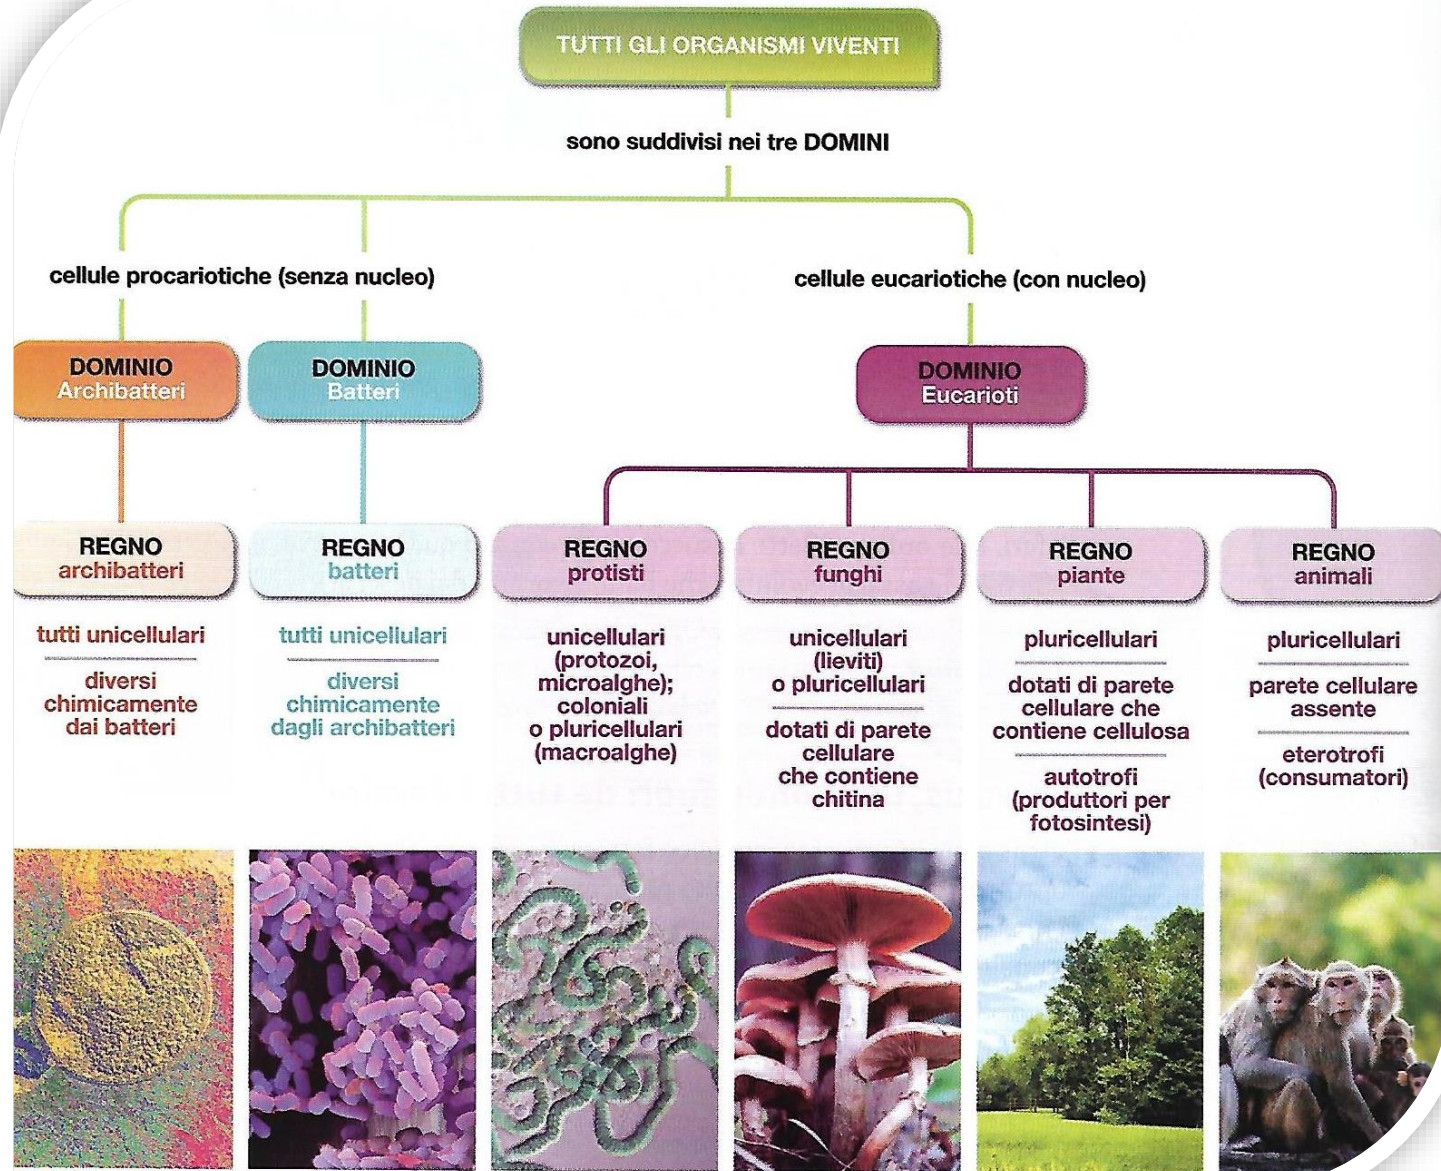 TUTTI GLI ORGANISMI VIVENTI
sono suddivisi nei tre DOMINI
cellule procariotiche (senza nucleo)
cellule eucariotiche (con nucleo)
DOMINIO
Archibatteri
DOMINIO
Batteri
DOMINIO
Eucarioti
REGNO
archibatteri
tutti unicellulari
diversi
chimicamente
dai batteri
REGNO
batteri
tutti unicellulari
diversi
chimicamente
dagli archibatteri
REGNO
protisti
unicellulari
(protozoi,
microalghe);
coloniali
o pluricellulari
(macroalghe)
REGNO
funghi
unicellulari
(lieviti)
o pluricellulari
dotati di parete
cellulare
che contiene
chitina
REGNO
piante
pluricellulari
dotati di parete
cellulare che
contiene cellulosa
autotrofi
(produttori per
fotosintesi)
REGNO
animali
pluricellulari
parete cellulare
assente
eterotrofi
(consumatori)